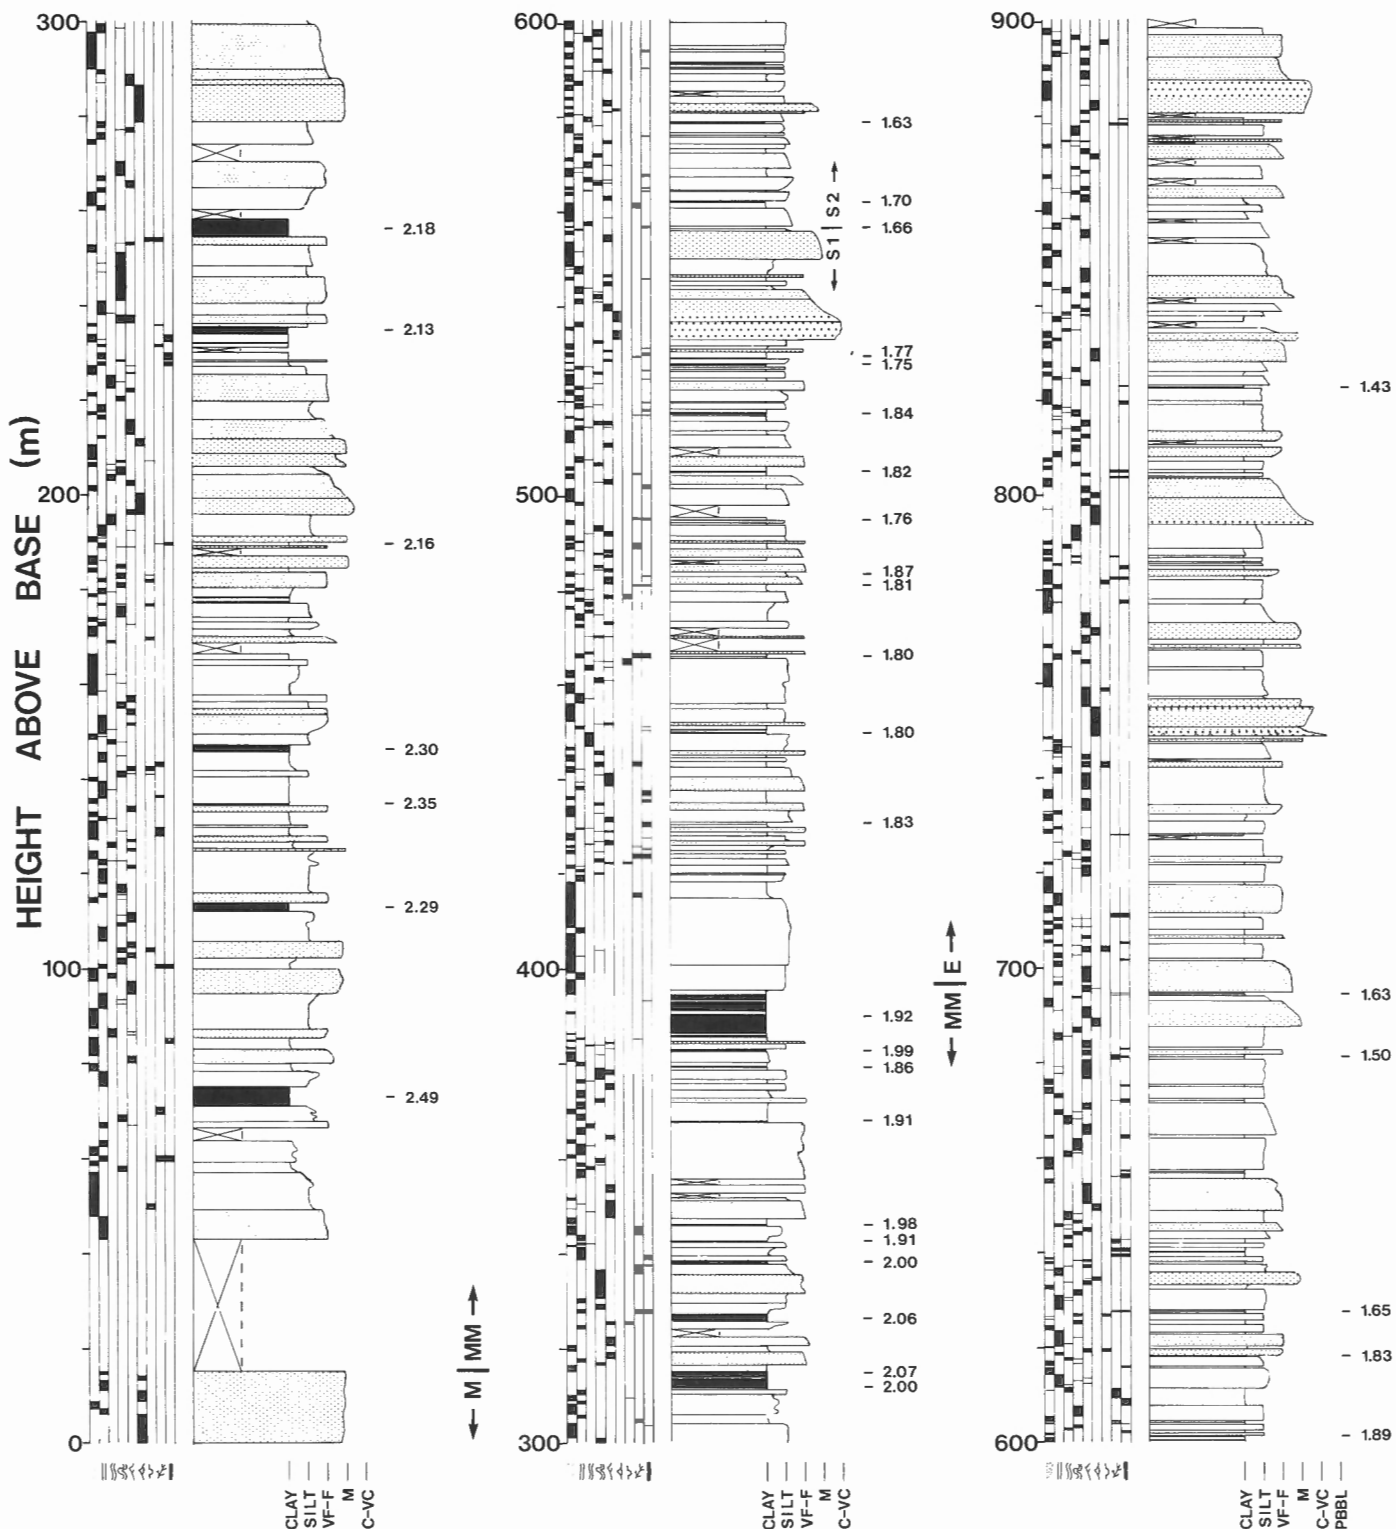 HEIGHT ABOVE BASE (m)
300
200
100
0
2.18
2.13
2.16
2.30
2.35
2.29
2.49
CLAY
SILT
VF-F
M
C-VC
← M | MM →
600
500
400
300
1.63
1.70
1.66
← S1 | S2 →
1.77
1.75
1.84
1.82
1.76
1.87
1.81
1.80
1.80
1.83
1.92
1.99
1.86
1.91
1.98
1.91
2.00
2.06
2.07
2.00
CLAY
SILT
VF-F
M
C-VC
← MM | E →
900
800
700
600
1.43
1.63
1.50
1.65
1.83
1.89
CLAY
SILT
VF-F
M
C-VC
PBBL